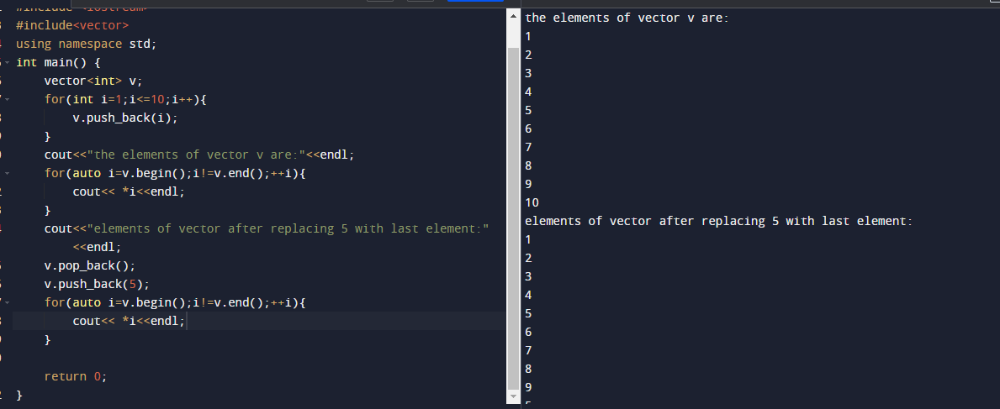 #include<vector>
using namespace std;
int main() {
vector<int> v;
for(int i=1;i<=10;i++){
v.push_back(i);
}
cout<<"the elements of vector v are:"<<endl;
for(auto i=v.begin();i!=v.end();++i){
cout<< *i<<endl;
}
cout<<"elements of vector after replacing 5 with last element:"
<<endl;
v.pop_back();
v.push_back(5);
for(auto i=v.begin();i!=v.end();++i){
cout<< *i<<endl;
}
return 0;
}
the elements of vector v are:
1
2
3
4
5
6
7
8
9
10
elements of vector after replacing 5 with last element:
1
2
3
4
5
6
7
8
9